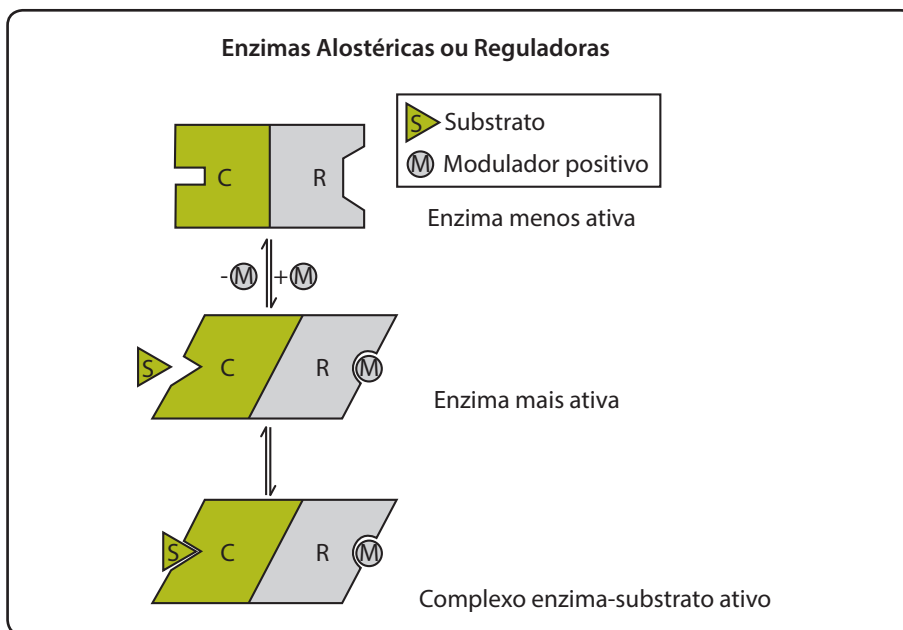 Enzimas Alostéricas ou Reguladoras
S Substrato
M Modulador positivo
C R
Enzima menos ativa
-M +M
S C R M
Enzima mais ativa
S C R M
Complexo enzima-substrato ativo